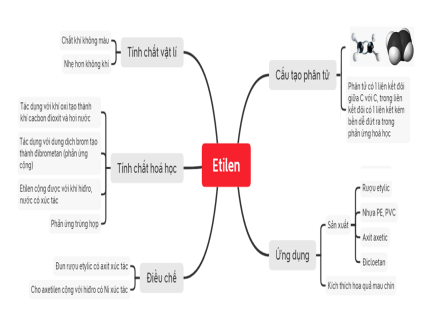 Chất khí không màu
Nhẹ hơn không khí
Tính chất vật lí
Tác dụng với khí oxi tạo thành
khí cacbon đioxit và hơi nước
Tác dụng với dung dịch brom tạo
thành đibrometan (phản ứng
cộng)
Etilen cộng được với khí hiđro,
nước có xúc tác
Phản ứng trùng hợp
Tính chất hoá học
Đun rượu etylic có axit xúc tác
Cho axetilen cộng với hiđro có Ni xúc tác
Điều chế
Etilen
Cấu tạo phân tử
Phân tử có 1 liên kết đôi
giữa C với C, trong liên
kết đôi có 1 liên kết kém
bền dễ đứt ra trong
phản ứng hoá học
Ứng dụng
Sản xuất
Rượu etylic
Nhựa PE, PVC
Axit axetic
Đicloetan
Kích thích hoa quả mau chín